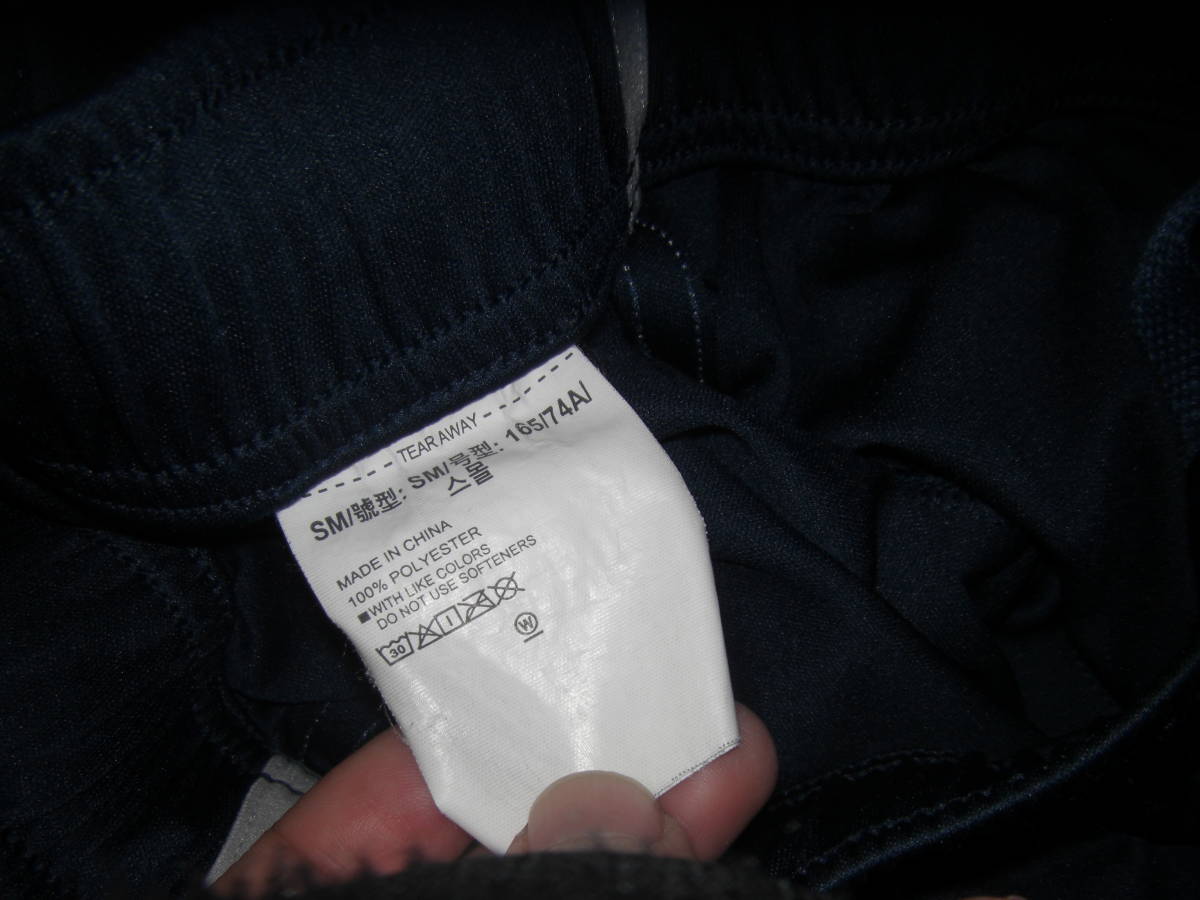 TEAR AWAY
SM/號型: SM/号型: 165/74A/
스몰
MADE IN CHINA
100% POLYESTER
■WITH LIKE COLORS
DO NOT USE SOFTENERS
30
W